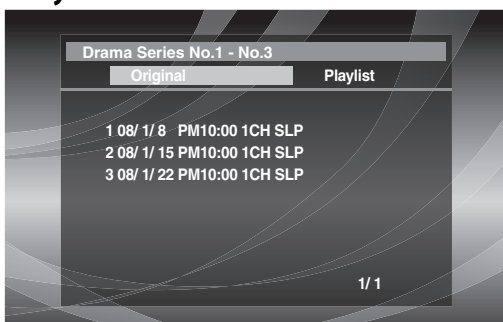 Drama Series No.1 - No.3
Original Playlist
1 08/ 1/ 8 PM10:00 1CH SLP
2 08/ 1/ 15 PM10:00 1CH SLP
3 08/ 1/ 22 PM10:00 1CH SLP
1/ 1